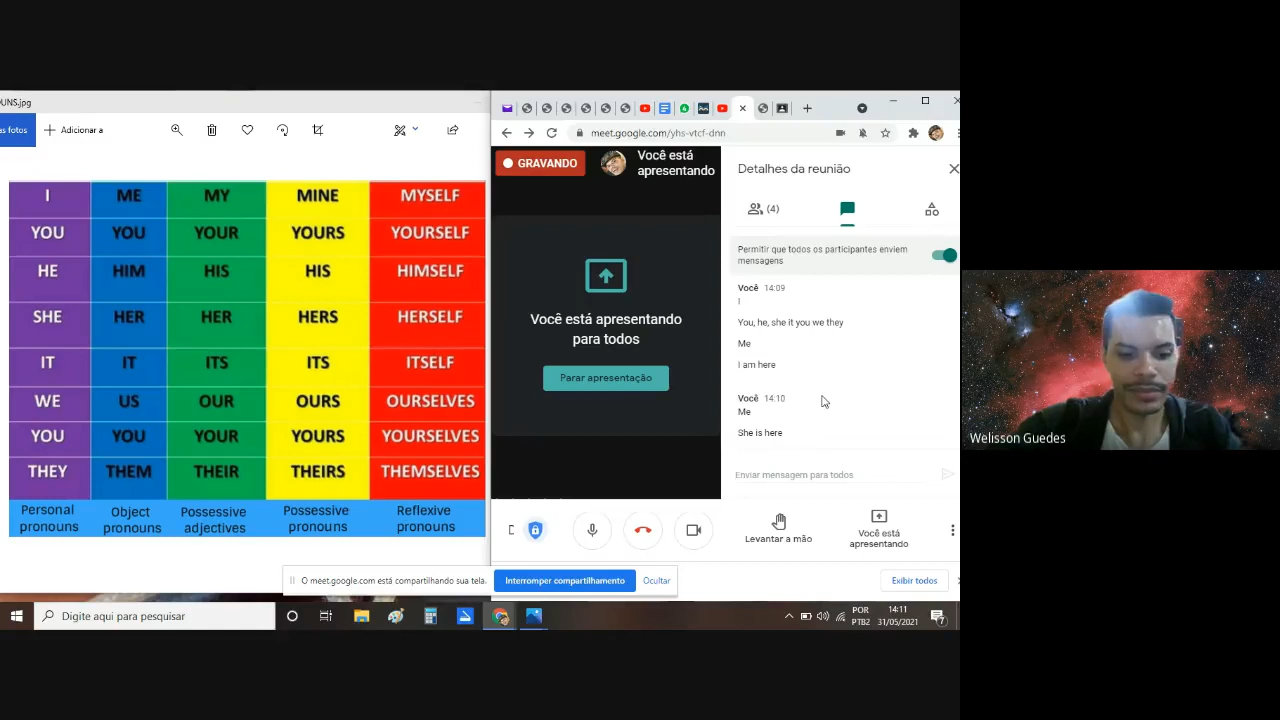 UNS.jpg
as fotos
Adicionar a
I ME MY MINE MYSELF
YOU YOU YOUR YOURS YOURSELF
HE HIM HIS HIS HIMSELF
SHE HER HER HERS HERSELF
IT IT ITS ITS ITSELF
WE US OUR OURS OURSELVES
YOU YOU YOUR YOURS YOURSELVES
THEY THEM THEIR THEIRS THEMSELVES
Personal Object Possessive Possessive Reflexive
pronouns pronouns adjectives pronouns pronouns
meet.google.com/yhs-vtcf-dnn
GRAVANDO
Você está
apresentando
Você está apresentando
para todos
Parar apresentação
Detalhes da reunião
(4)
Permitir que todos os participantes enviem
mensagens
Você 14:09
I
You, he, she it you we they
Me
I am here
Você 14:10
Me
She is here
Enviar mensagem para todos
Levantar a mão
Você está
apresentando
O meet.google.com está compartilhando sua tela.
Interromper compartilhamento
Ocultar
Exibir todos
Digite aqui para pesquisar
POR
PTB2
14:11
31/05/2021
7
Welisson Guedes